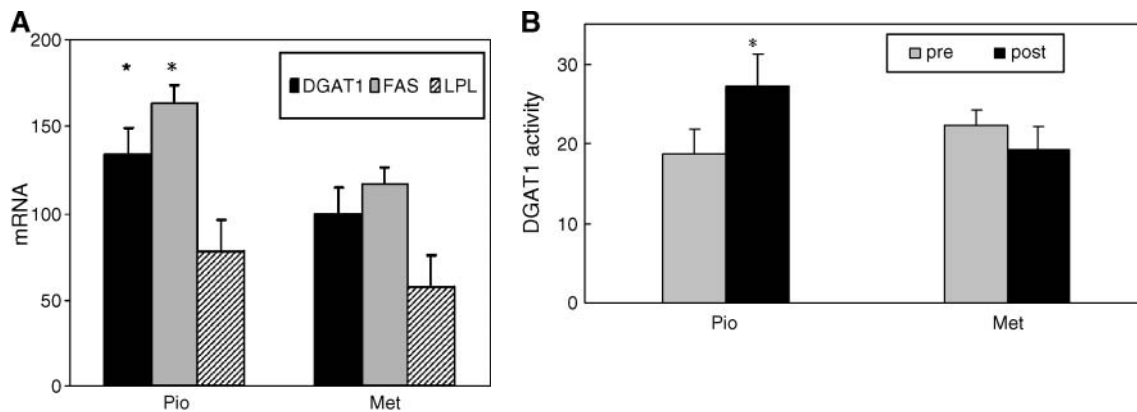 A
200
150
100
50
0
mRNA
* *
DGAT1 FAS LPL
Pio Met
B
30
20
10
0
DGAT1 activity
*
pre post
Pio Met